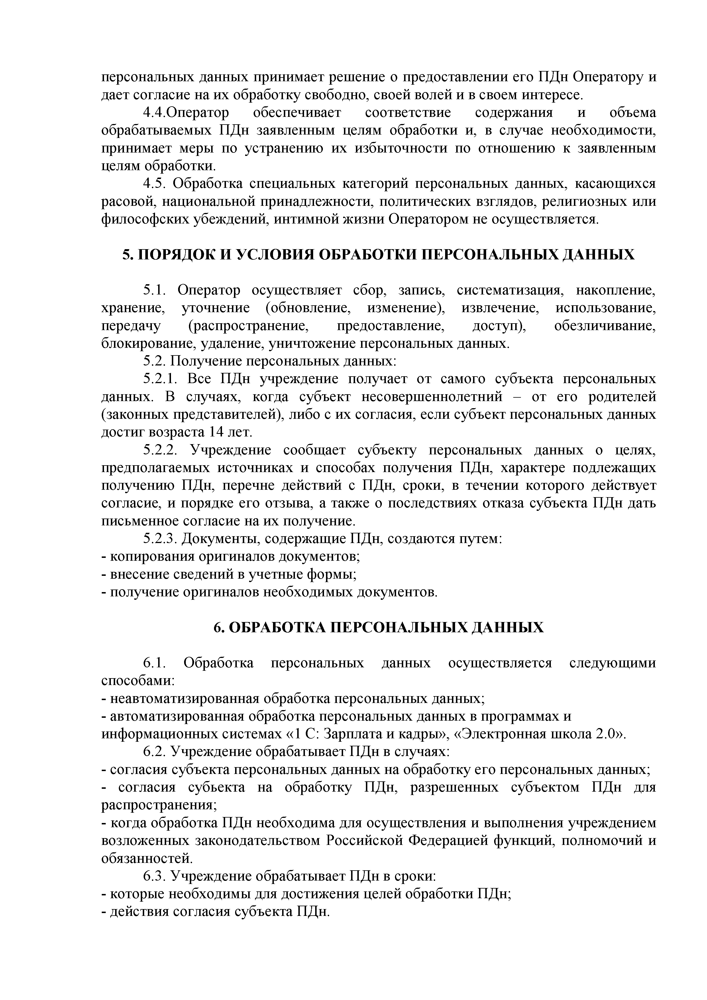 персональных данных принимает решение о предоставлении его ПДн Оператору и
дает согласие на их обработку свободно, своей волей и в своем интересе.
4.4.Оператор обеспечивает соответствие содержания и объема
обрабатываемых ПДн заявленным целям обработки и, в случае необходимости,
принимает меры по устранению их избыточности по отношению к заявленным
целям обработки.
4.5. Обработка специальных категорий персональных данных, касающихся
расовой, национальной принадлежности, политических взглядов, религиозных или
философских убеждений, интимной жизни Оператором не осуществляется.
5. ПОРЯДОК И УСЛОВИЯ ОБРАБОТКИ ПЕРСОНАЛЬНЫХ ДАННЫХ
5.1. Оператор осуществляет сбор, запись, систематизация, накопление,
хранение, уточнение (обновление, изменение), извлечение, использование,
передачу (распространение, предоставление, доступ), обезличивание,
блокирование, удаление, уничтожение персональных данных.
5.2. Получение персональных данных:
5.2.1. Все ПДн учреждение получает от самого субъекта персональных
данных. В случаях, когда субъект несовершеннолетний – от его родителей
(законных представителей), либо с их согласия, если субъект персональных данных
достиг возраста 14 лет.
5.2.2. Учреждение сообщает субъекту персональных данных о целях,
предполагаемых источниках и способах получения ПДн, характере подлежащих
получению ПДн, перечне действий с ПДн, сроки, в течении которого действует
согласие, и порядке его отзыва, а также о последствиях отказа субъекта ПДн дать
письменное согласие на их получение.
5.2.3. Документы, содержащие ПДн, создаются путем:
- копирования оригиналов документов;
- внесение сведений в учетные формы;
- получение оригиналов необходимых документов.
6. ОБРАБОТКА ПЕРСОНАЛЬНЫХ ДАННЫХ
6.1. Обработка персональных данных осуществляется следующими
способами:
- неавтоматизированная обработка персональных данных;
- автоматизированная обработка персональных данных в программах и
информационных системах «1 С: Зарплата и кадры», «Электронная школа 2.0».
6.2. Учреждение обрабатывает ПДн в случаях:
- согласия субъекта персональных данных на обработку его персональных данных;
- согласия субьекта на обработку ПДн, разрешенных субъектом ПДн для
распространения;
- когда обработка ПДн необходима для осуществления и выполнения учреждением
возложенных законодательством Российской Федерацией функций, полномочий и
обязанностей.
6.3. Учреждение обрабатывает ПДн в сроки:
- которые необходимы для достижения целей обработки ПДн;
- действия согласия субъекта ПДн.